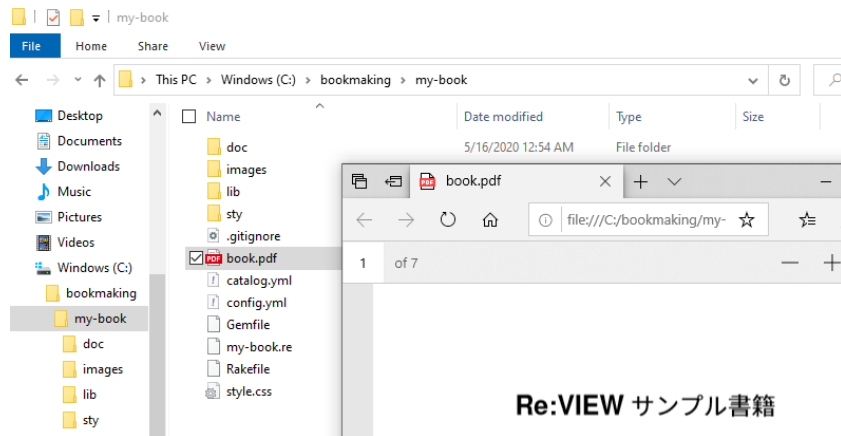 my-book
File Home Share View
This PC > Windows (C:) > bookmaking > my-book
Desktop
Documents
Downloads
Music
Pictures
Videos
Windows (C:)
bookmaking
my-book
doc
images
lib
sty
Name Date modified Type Size
doc 5/16/2020 12:54 AM File folder
images
lib
sty
.gitignore
book.pdf
catalog.yml
config.yml
Gemfile
my-book.re
Rakefile
style.css
book.pdf
file:///C:/bookmaking/my-
1 of 7
Re:VIEW サンプル書籍